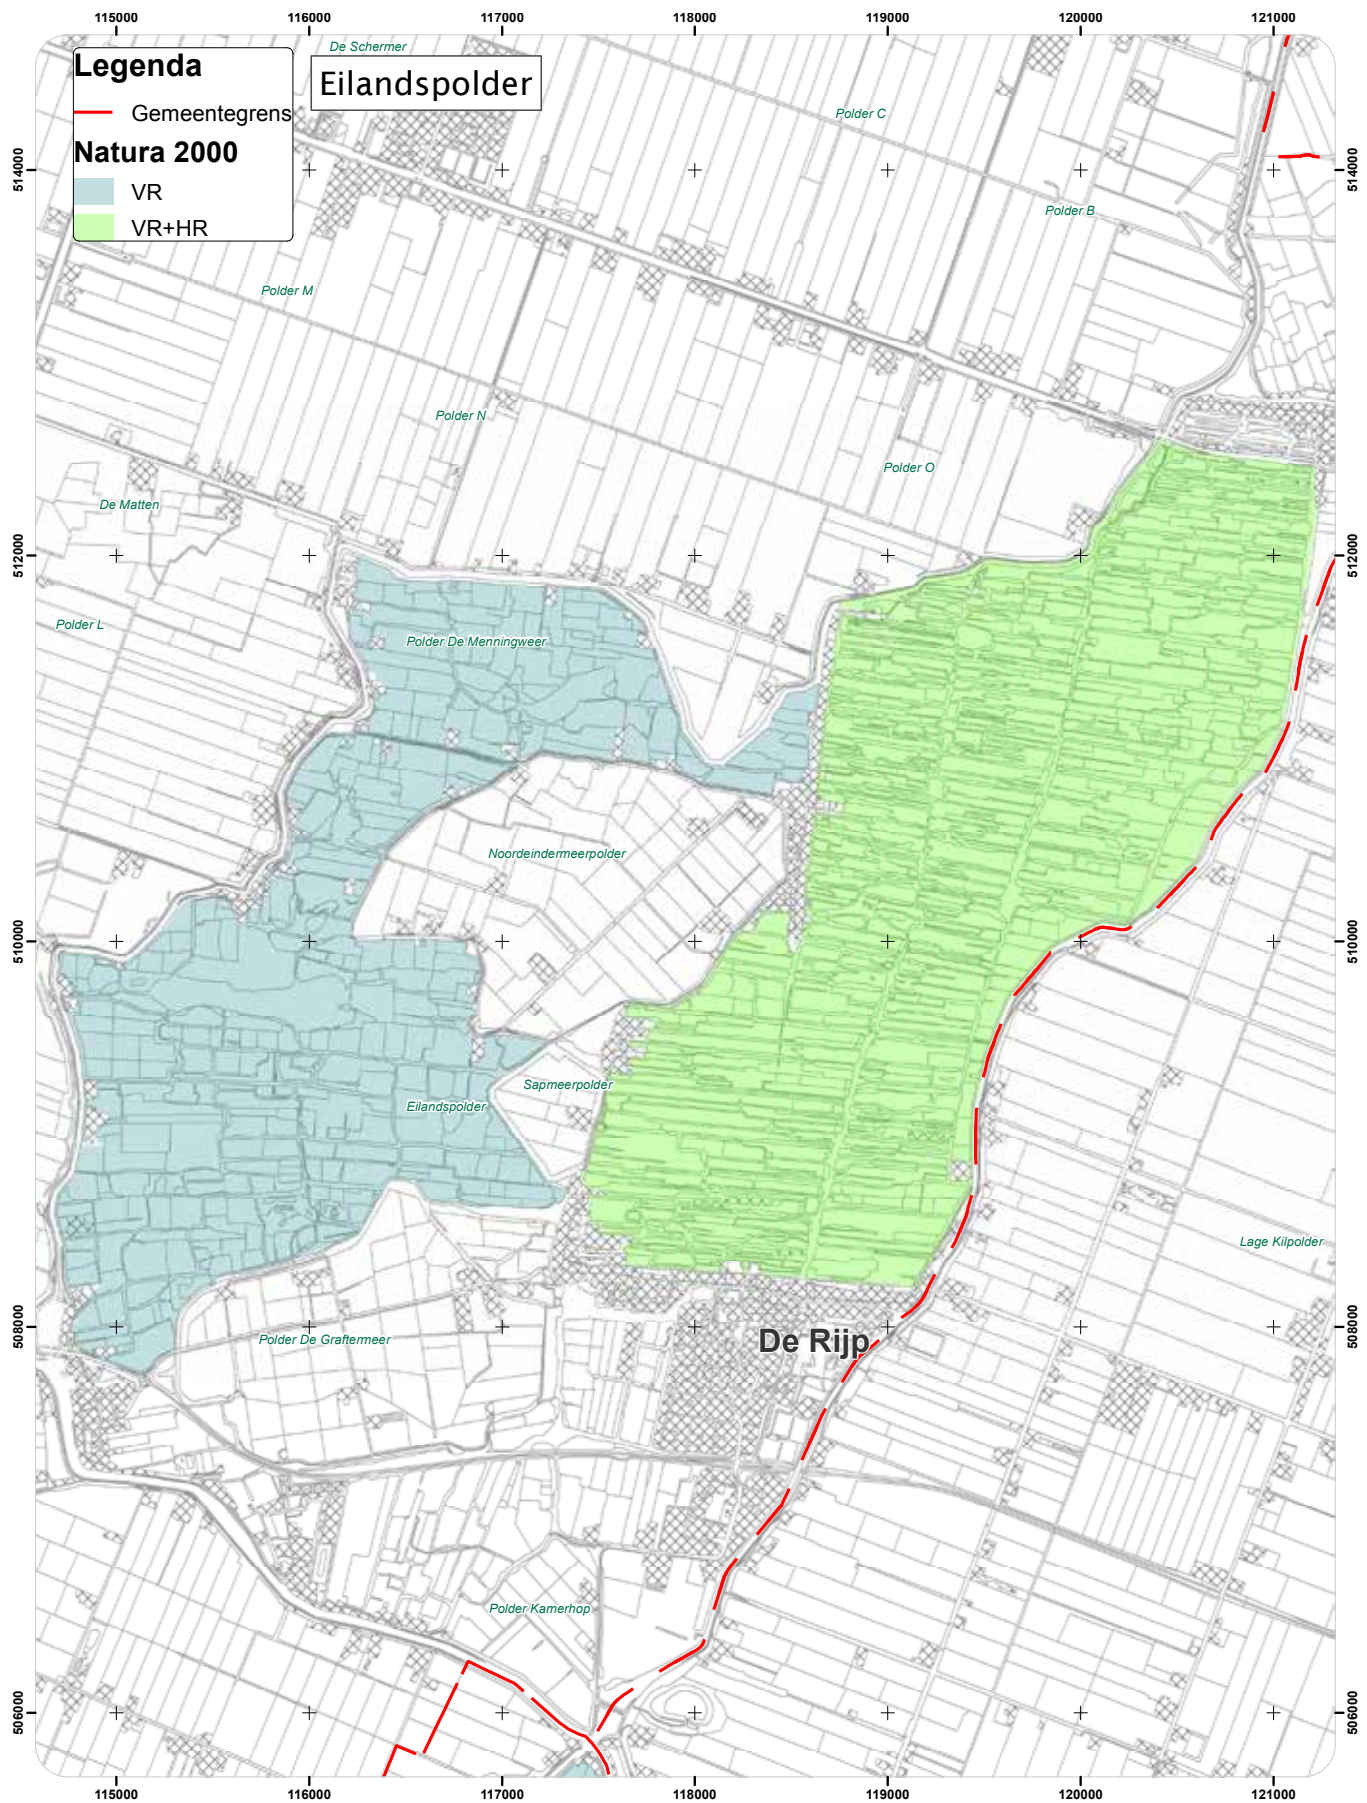 115000 116000 117000 118000 119000 120000 121000
De Schermer
Legenda
Eilandspolder
Gemeentegrens
Polder C
Natura 2000
514000 514000
VR
Polder B
VR+HR
Polder M
Polder N
Polder O
De Matten
512000 512000
Polder L
Polder De Menningweer
Noordeindermeerpolder
510000 510000
Sapmeerpolder
Eilandspolder
Lage Kilpolder
508000 508000
Polder De Graftermeer
De Rijp
Polder Kamerhop
506000 506000
115000 116000 117000 118000 119000 120000 121000